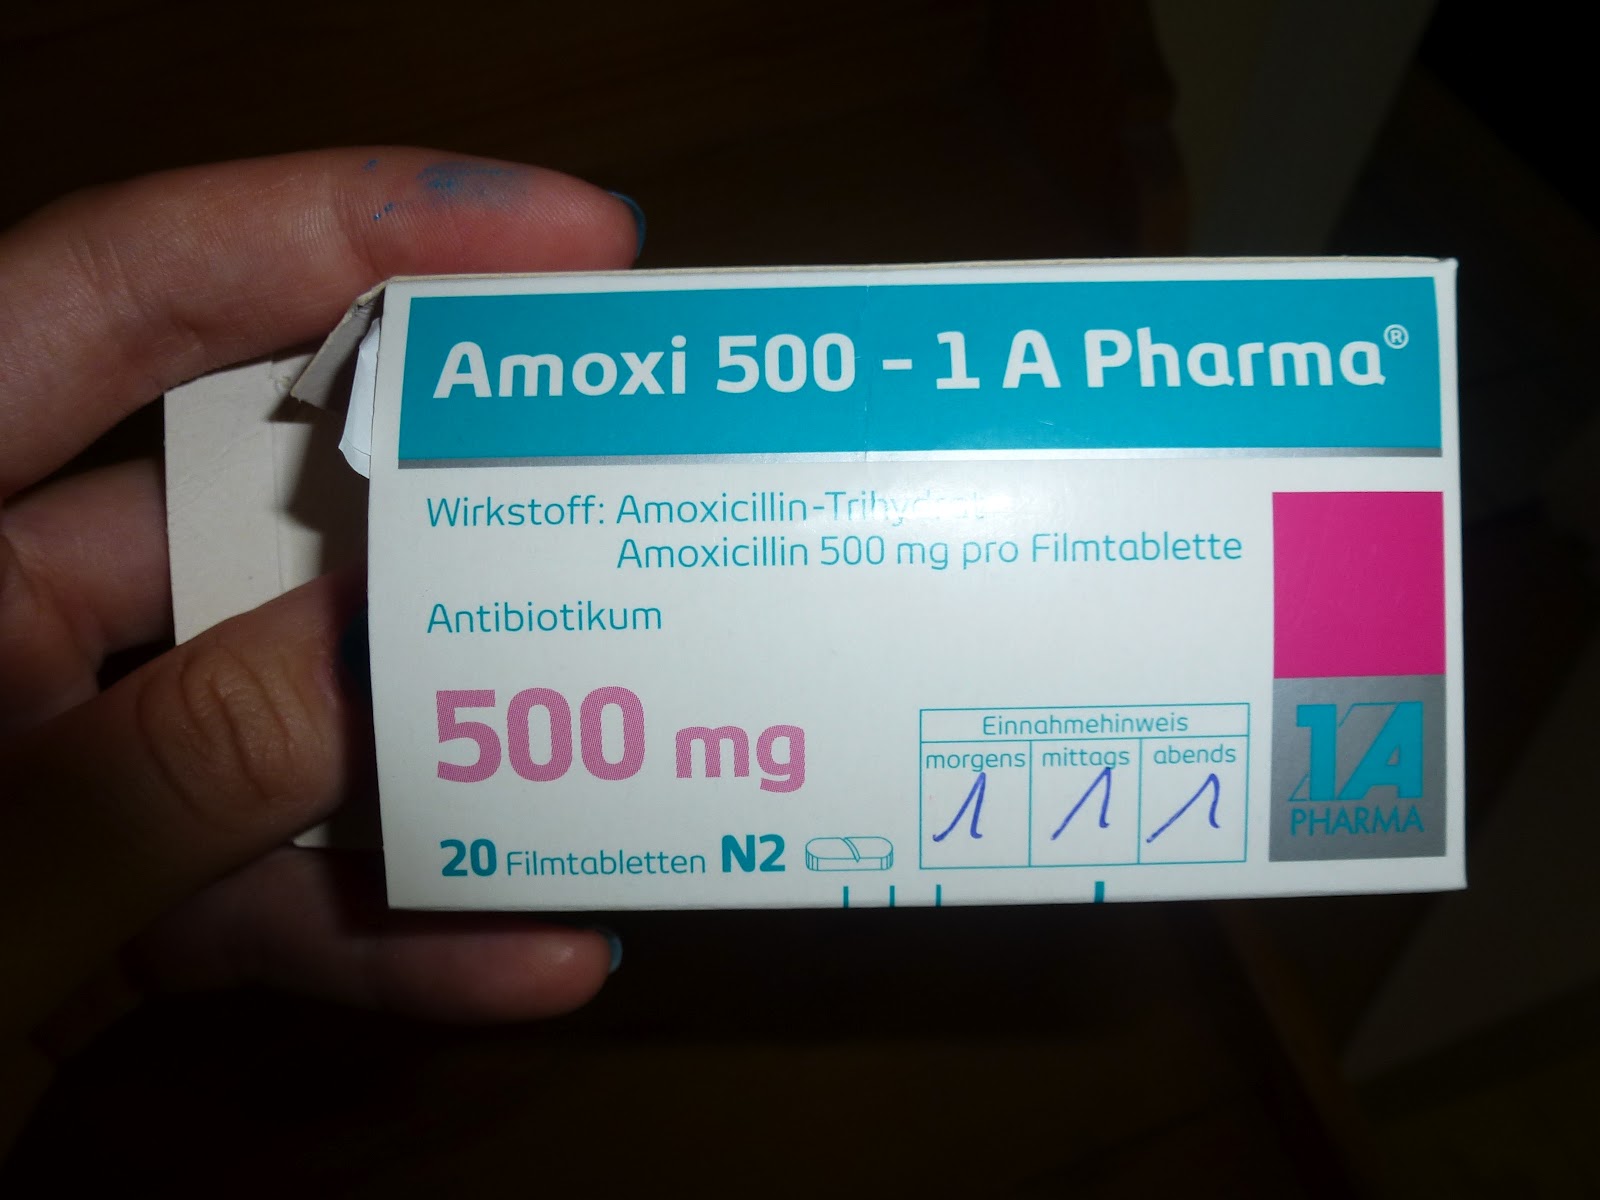 Amoxi 500 - 1 A Pharma®
Wirkstoff: Amoxicillin-Trihydrat
Amoxicillin 500 mg pro Filmtablette
Antibiotikum
500 mg
20 Filmtabletten N2
Einnahmehinweis
morgens mittags abends
1 1 1
1A
PHARMA